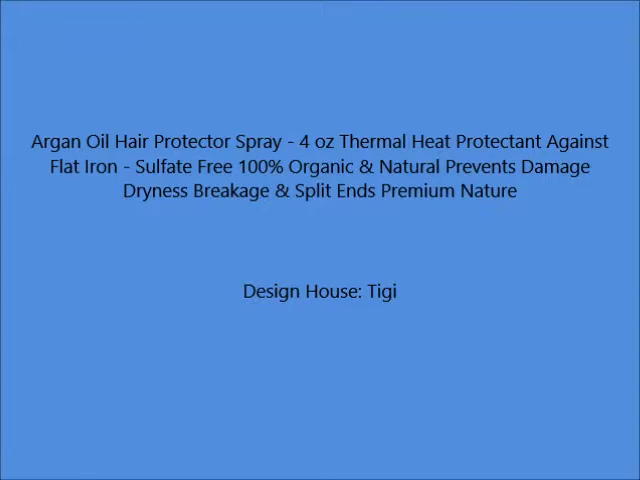 Argan Oil Hair Protector Spray - 4 oz Thermal Heat Protectant Against
Flat Iron - Sulfate Free 100% Organic & Natural Prevents Damage
Dryness Breakage & Split Ends Premium Nature
Design House: Tigi